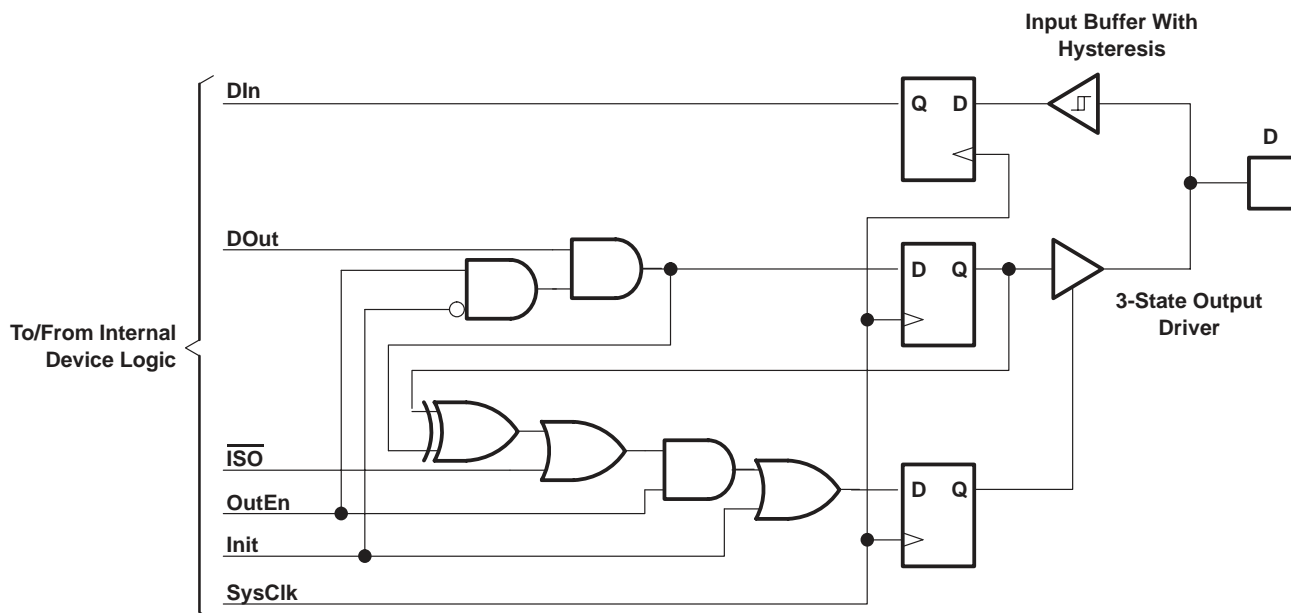 Input Buffer With
Hysteresis
DIn
Q D
D
DOut
D Q
3-State Output
Driver
To/From Internal
Device Logic
ISO
OutEn
D Q
Init
SysClk